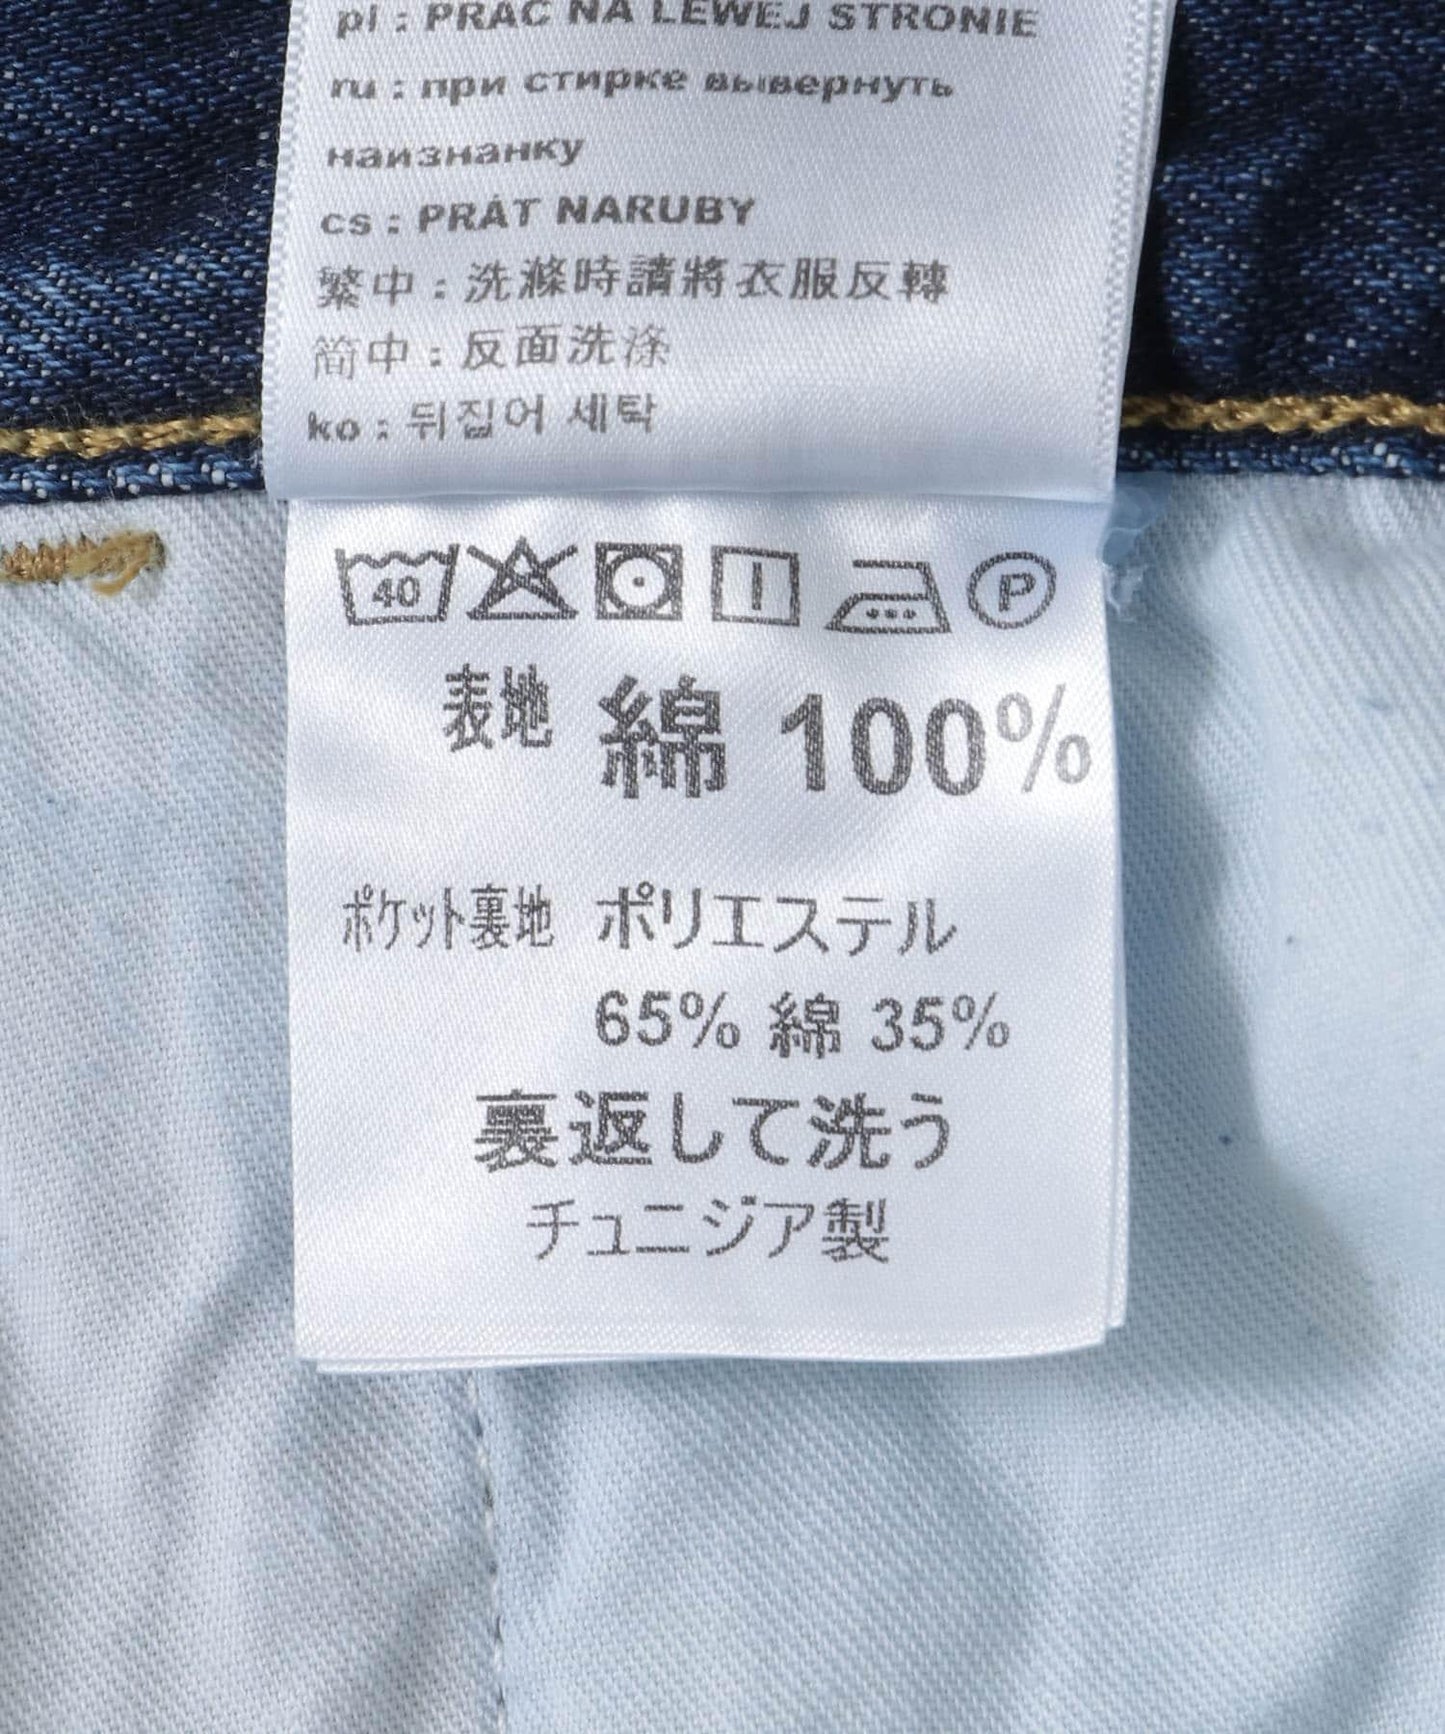 pl : PRAĆ NA LEWEJ STRONIE
ru : при стирке вывернуть
наизнанку
cs : PRÁT NARUBY
繁中 : 洗滌時請將衣服反轉
简中 : 反面洗涤
ko : 뒤집어 세탁
40 P
表地 綿 100%
ポケット裏地 ポリエステル
65% 綿 35%
裏返して洗う
チュニジア製